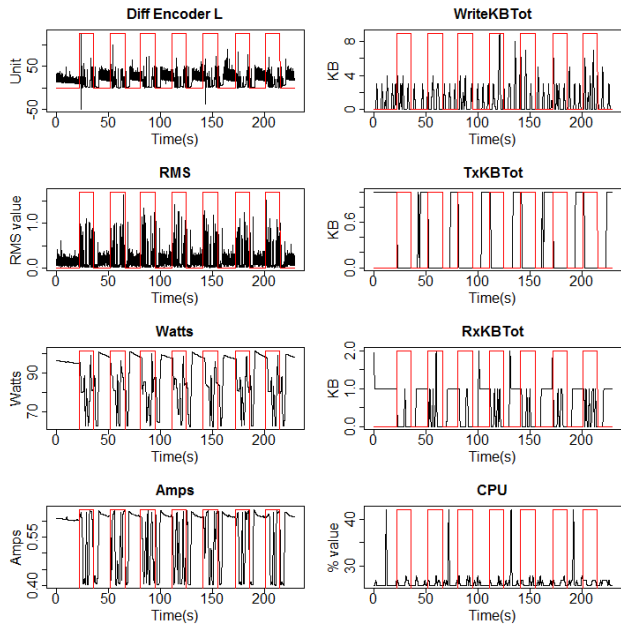 Diff Encoder L
Unit
-50 50
0 50 100 150 200
Time(s)
WriteKBTot
KB
0 4 8
0 50 100 150 200
Time(s)
RMS
RMS value
0.0 1.0
0 50 100 150 200
Time(s)
TxKBTot
KB
0.0 0.6
0 50 100 150 200
Time(s)
Watts
Watts
70 90
0 50 100 150 200
Time(s)
RxKBTot
KB
0.0 1.0 2.0
0 50 100 150 200
Time(s)
Amps
Amps
0.40 0.55
0 50 100 150 200
Time(s)
CPU
% value
30 40
0 50 100 150 200
Time(s)